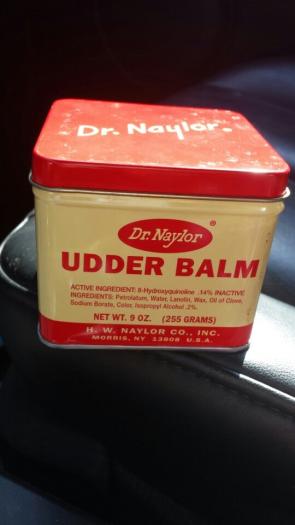 Dr. Naylor®
Dr. Naylor ®
UDDER BALM
ACTIVE INGREDIENT: 8-Hydroxyquinoline .14% INACTIVE
INGREDIENTS: Petrolatum, Water, Lanolin, Wax, Oil of Clove,
Sodium Borate, Color, Isopropyl Alcohol .2%.
NET WT. 9 OZ. (255 GRAMS)
H. W. NAYLOR CO., INC.
MORRIS, NY 13808 U.S.A.